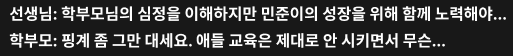 선생님: 학부모님의 심정을 이해하지만 민준이의 성장을 위해 함께 노력해야...
학부모: 핑계 좀 그만 대세요. 애들 교육은 제대로 안 시키면서 무슨...